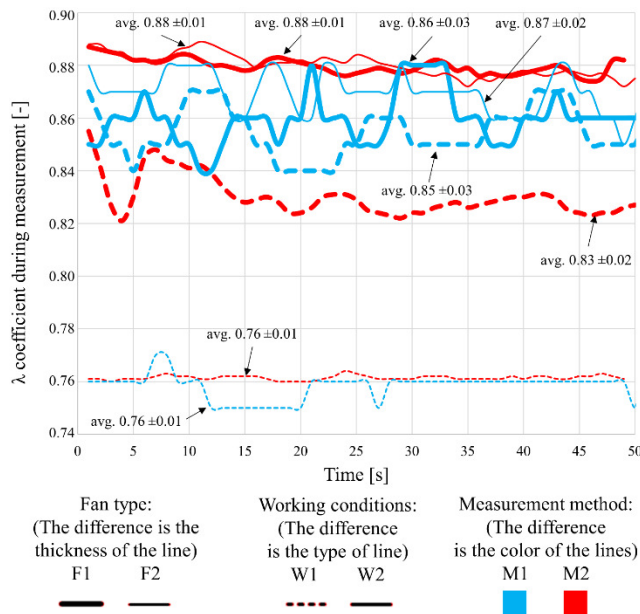 0.90
avg. 0.88 ±0.01
avg. 0.88 ±0.01
avg. 0.86 ±0.03
avg. 0.87 ±0.02
0.88
0.86
0.84
avg. 0.85 ±0.03
0.82
avg. 0.83 ±0.02
0.80
0.78
avg. 0.76 ±0.01
0.76
avg. 0.76 ±0.01
0.74
λ coefficient during measurement [-]
0 5 10 15 20 25 30 35 40 45 50
Time [s]
Fan type:
(The difference is the
thickness of the line)
F1 F2
Working conditions:
(The difference
is the type of line)
W1 W2
Measurement method:
(The difference
is the color of the lines)
M1 M2